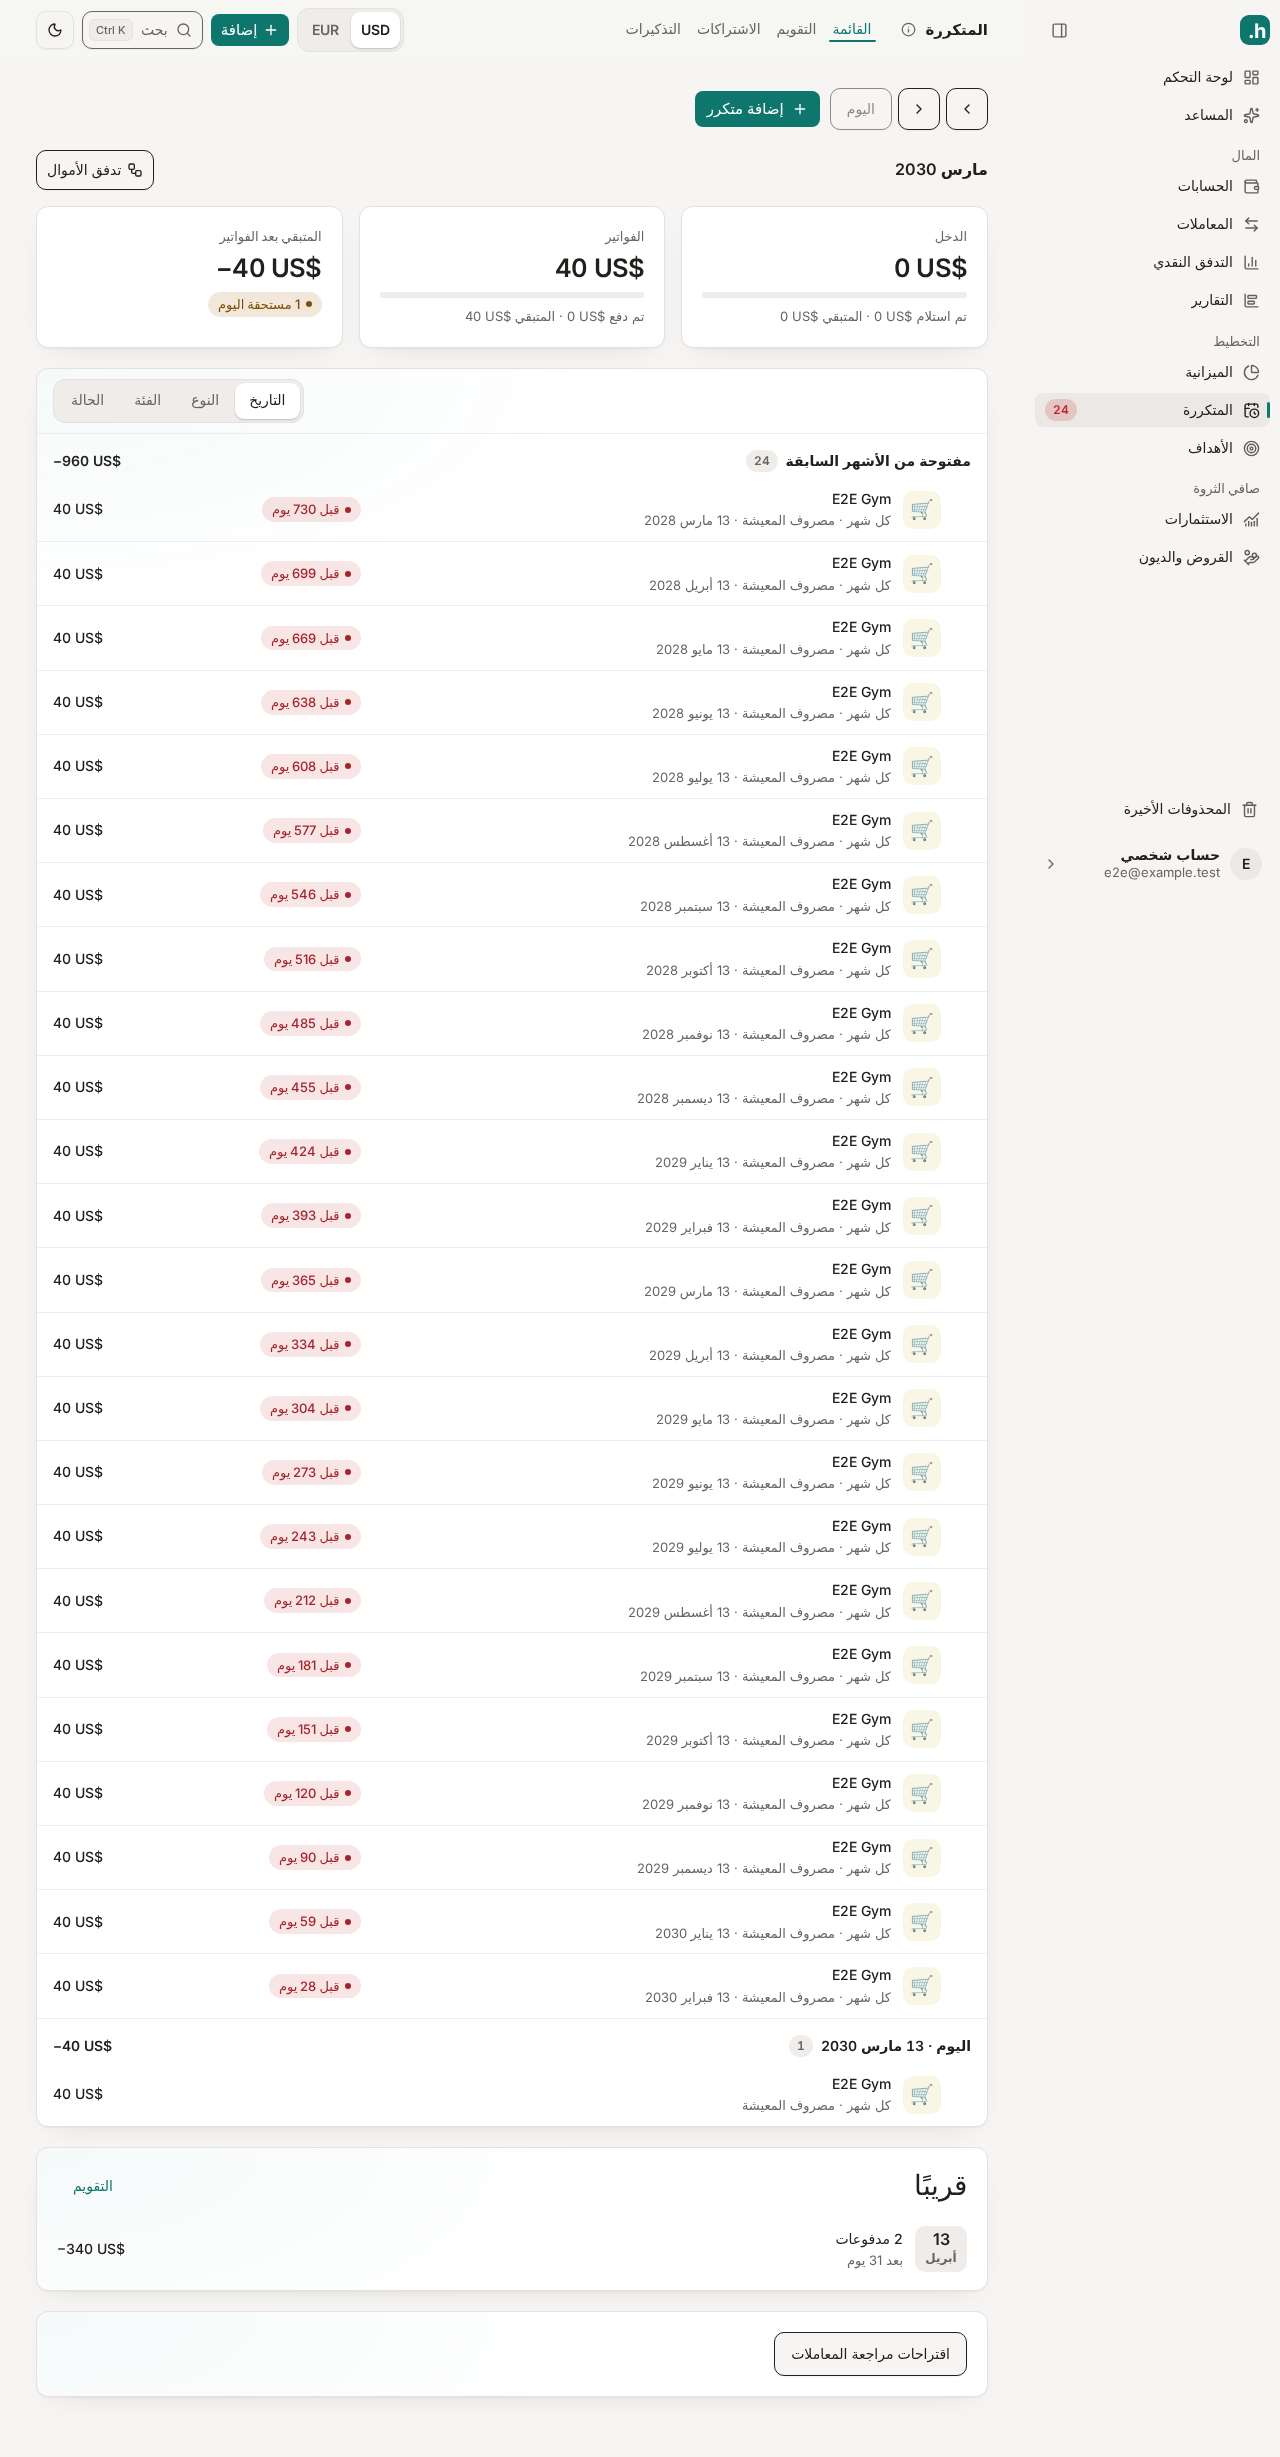 .h
لوحة التحكم
المساعد
المال
الحسابات
المعاملات
التدفق النقدي
التقارير
التخطيط
الميزانية
المتكررة 24
الأهداف
صافي الثروة
الاستثمارات
القروض والديون
المحذوفات الأخيرة
E
حساب شخصي
e2e@example.test
المتكررة القائمة التقويم الاشتراكات التذكيرات USD EUR إضافة بحث Ctrl K
اليوم إضافة متكرر
مارس 2030 تدفق الأموال
الدخل
0 US$
تم استلام 0 US$ · المتبقي 0 US$
الفواتير
40 US$
تم دفع 0 US$ · المتبقي 40 US$
المتبقي بعد الفواتير
−40 US$
1 مستحقة اليوم
التاريخ النوع الفئة الحالة
مفتوحة من الأشهر السابقة 24 −960 US$
E2E Gym قبل 730 يوم 40 US$
كل شهر · مصروف المعيشة · 13 مارس 2028
E2E Gym قبل 699 يوم 40 US$
كل شهر · مصروف المعيشة · 13 أبريل 2028
E2E Gym قبل 669 يوم 40 US$
كل شهر · مصروف المعيشة · 13 مايو 2028
E2E Gym قبل 638 يوم 40 US$
كل شهر · مصروف المعيشة · 13 يونيو 2028
E2E Gym قبل 608 يوم 40 US$
كل شهر · مصروف المعيشة · 13 يوليو 2028
E2E Gym قبل 577 يوم 40 US$
كل شهر · مصروف المعيشة · 13 أغسطس 2028
E2E Gym قبل 546 يوم 40 US$
كل شهر · مصروف المعيشة · 13 سبتمبر 2028
E2E Gym قبل 516 يوم 40 US$
كل شهر · مصروف المعيشة · 13 أكتوبر 2028
E2E Gym قبل 485 يوم 40 US$
كل شهر · مصروف المعيشة · 13 نوفمبر 2028
E2E Gym قبل 455 يوم 40 US$
كل شهر · مصروف المعيشة · 13 ديسمبر 2028
E2E Gym قبل 424 يوم 40 US$
كل شهر · مصروف المعيشة · 13 يناير 2029
E2E Gym قبل 393 يوم 40 US$
كل شهر · مصروف المعيشة · 13 فبراير 2029
E2E Gym قبل 365 يوم 40 US$
كل شهر · مصروف المعيشة · 13 مارس 2029
E2E Gym قبل 334 يوم 40 US$
كل شهر · مصروف المعيشة · 13 أبريل 2029
E2E Gym قبل 304 يوم 40 US$
كل شهر · مصروف المعيشة · 13 مايو 2029
E2E Gym قبل 273 يوم 40 US$
كل شهر · مصروف المعيشة · 13 يونيو 2029
E2E Gym قبل 243 يوم 40 US$
كل شهر · مصروف المعيشة · 13 يوليو 2029
E2E Gym قبل 212 يوم 40 US$
كل شهر · مصروف المعيشة · 13 أغسطس 2029
E2E Gym قبل 181 يوم 40 US$
كل شهر · مصروف المعيشة · 13 سبتمبر 2029
E2E Gym قبل 151 يوم 40 US$
كل شهر · مصروف المعيشة · 13 أكتوبر 2029
E2E Gym قبل 120 يوم 40 US$
كل شهر · مصروف المعيشة · 13 نوفمبر 2029
E2E Gym قبل 90 يوم 40 US$
كل شهر · مصروف المعيشة · 13 ديسمبر 2029
E2E Gym قبل 59 يوم 40 US$
كل شهر · مصروف المعيشة · 13 يناير 2030
E2E Gym قبل 28 يوم 40 US$
كل شهر · مصروف المعيشة · 13 فبراير 2030
اليوم · 13 مارس 2030 1 −40 US$
E2E Gym 40 US$
كل شهر · مصروف المعيشة
قريبًا التقويم
13 أبريل
2 مدفوعات −340 US$
بعد 31 يوم
اقتراحات مراجعة المعاملات